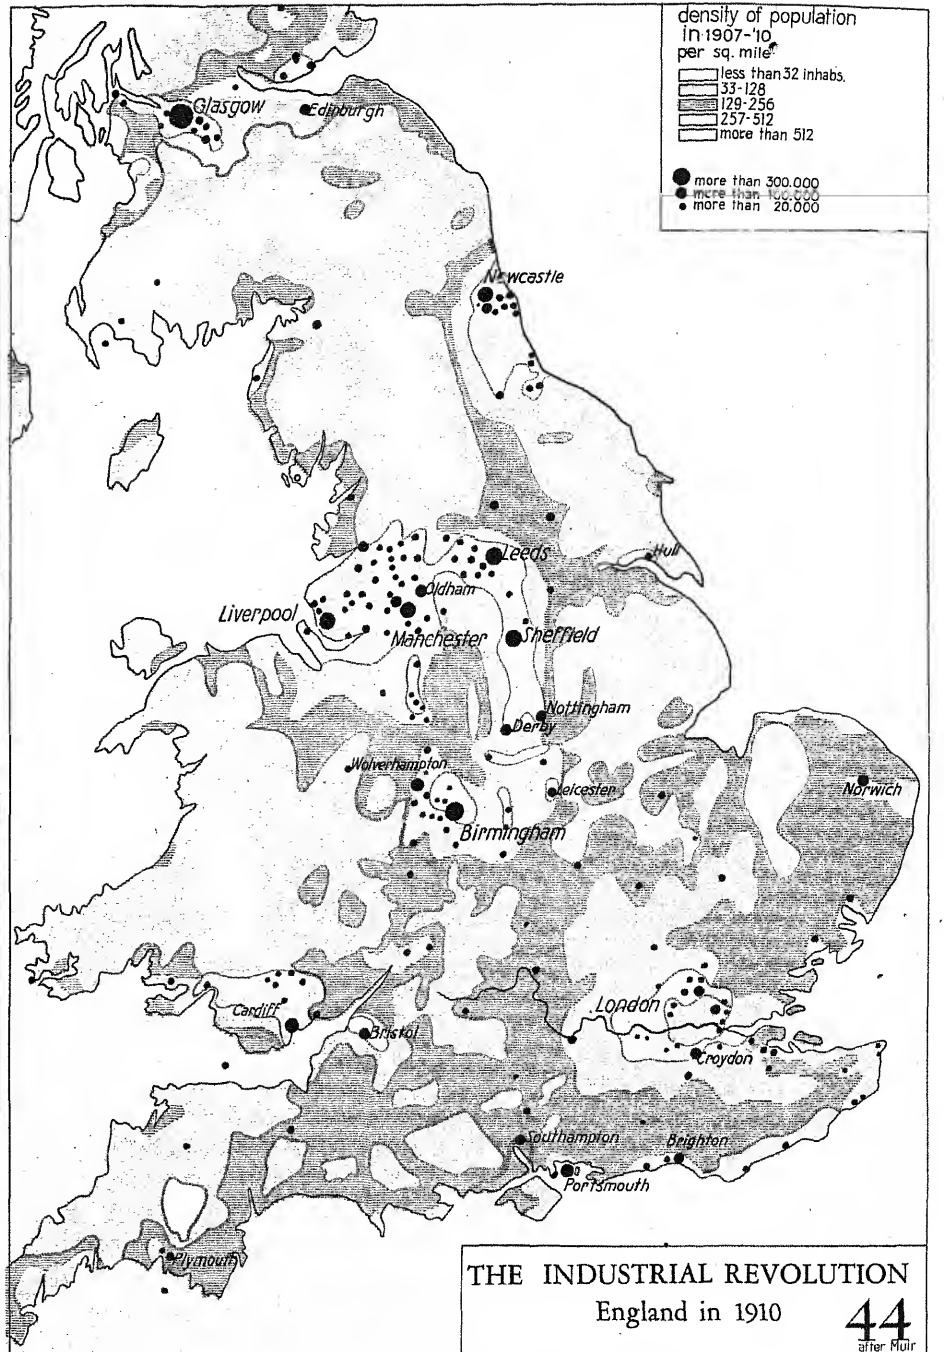 density of population
in 1907-'10
per sq. mile
less than 32 inhabs.
33-128
129-256
257-512
more than 512
more than 300.000
more than 100.000
more than 20.000
Glasgow
Edinburgh
Newcastle
Leeds
Hull
Oldham
Liverpool
Manchester
Sheffield
Nottingham
Derby
Wolverhampton
Leicester
Norwich
Birmingham
London
Cardiff
Bristol
Croydon
Southampton
Brighton
Portsmouth
Plymouth
THE INDUSTRIAL REVOLUTION
England in 1910
44
after Muir